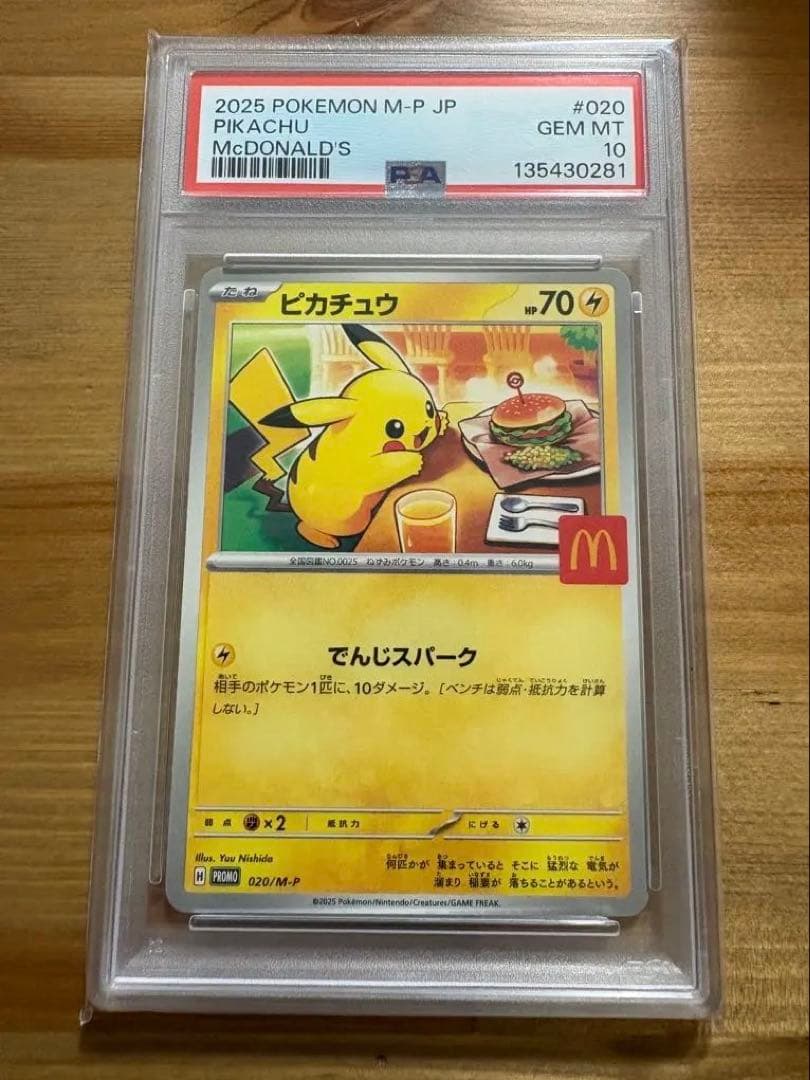 2025 POKEMON M-P JP #020
PIKACHU GEM MT
McDONALD'S 10
PSA 135430281
たね ピカチュウ HP70
全国図鑑NO.0025 ねずみポケモン 高さ:0.4m 重さ:6.0kg
でんじスパーク
相手のポケモン1匹に、10ダメージ。[ベンチは弱点・抵抗力を計算
しない。]
弱点 ×2 抵抗力 にげる
Illus. Yuu Nishida
何匹かが 集まっていると そこに 猛烈な 電気が
溜まり 稲妻が 落ちることがあるという。
H PROMO 020/M-P
©2025 Pokémon/Nintendo/Creatures/GAME FREAK.